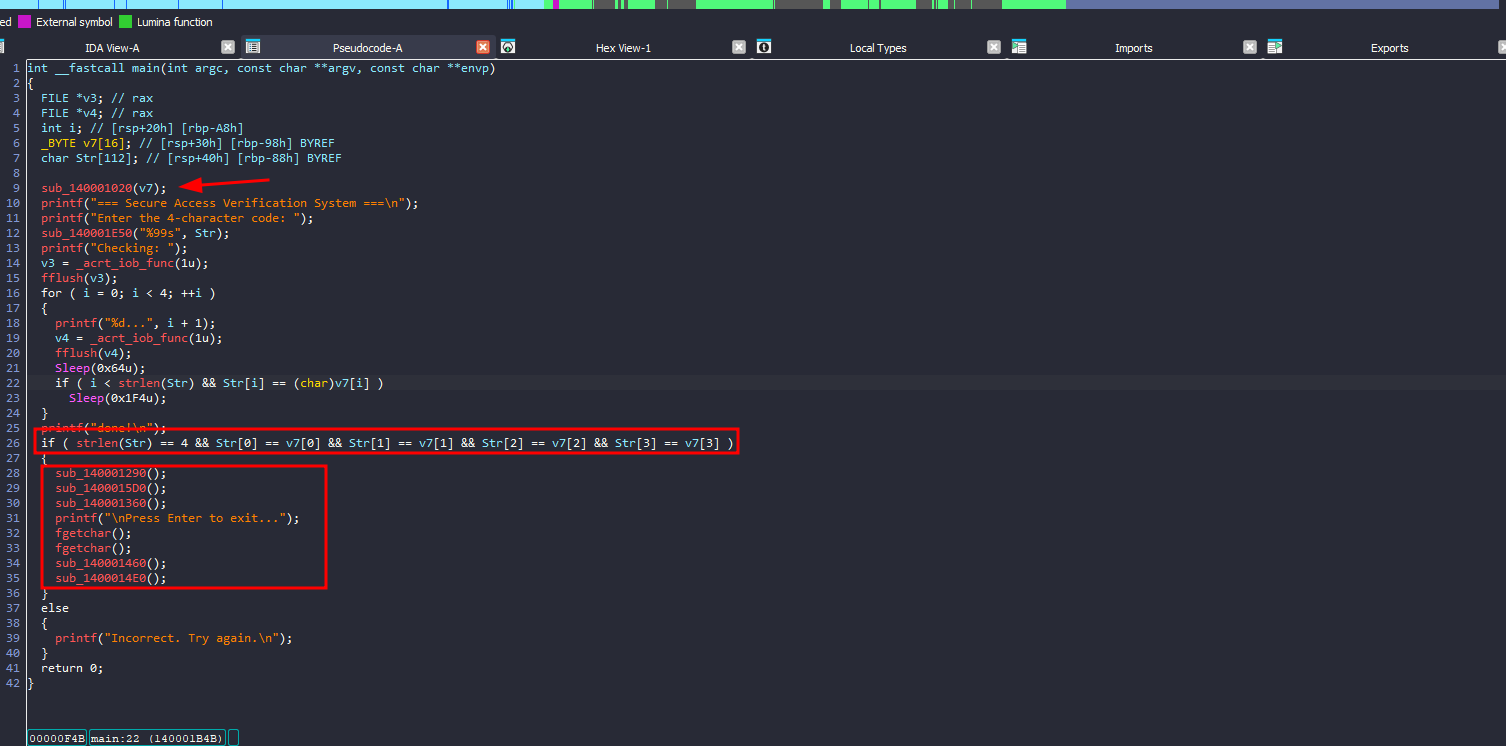 ed External symbol Lumina function
IDA View-A Pseudocode-A Hex View-1 Local Types Imports Exports
1 int __fastcall main(int argc, const char **argv, const char **envp)
2 {
3 FILE *v3; // rax
4 FILE *v4; // rax
5 int i; // [rsp+20h] [rbp-A8h]
6 _BYTE v7[16]; // [rsp+30h] [rbp-98h] BYREF
7 char Str[112]; // [rsp+40h] [rbp-88h] BYREF
8
9 sub_140001020(v7);
10 printf("=== Secure Access Verification System ===\n");
11 printf("Enter the 4-character code: ");
12 sub_140001E50("%99s", Str);
13 printf("Checking: ");
14 v3 = _acrt_iob_func(1u);
15 fflush(v3);
16 for ( i = 0; i < 4; ++i )
17 {
18 printf("%d...", i + 1);
19 v4 = _acrt_iob_func(1u);
20 fflush(v4);
21 Sleep(0x64u);
22 if ( i < strlen(Str) && Str[i] == (char)v7[i] )
23 Sleep(0x1F4u);
24 }
25 printf("done!\n");
26 if ( strlen(Str) == 4 && Str[0] == v7[0] && Str[1] == v7[1] && Str[2] == v7[2] && Str[3] == v7[3] )
27 {
28 sub_140001290();
29 sub_1400015D0();
30 sub_140001360();
31 printf("\nPress Enter to exit...");
32 fgetchar();
33 fgetchar();
34 sub_140001460();
35 sub_1400014E0();
36 }
37 else
38 {
39 printf("Incorrect. Try again.\n");
40 }
41 return 0;
42 }
00000F4B main:22 (140001B4B)